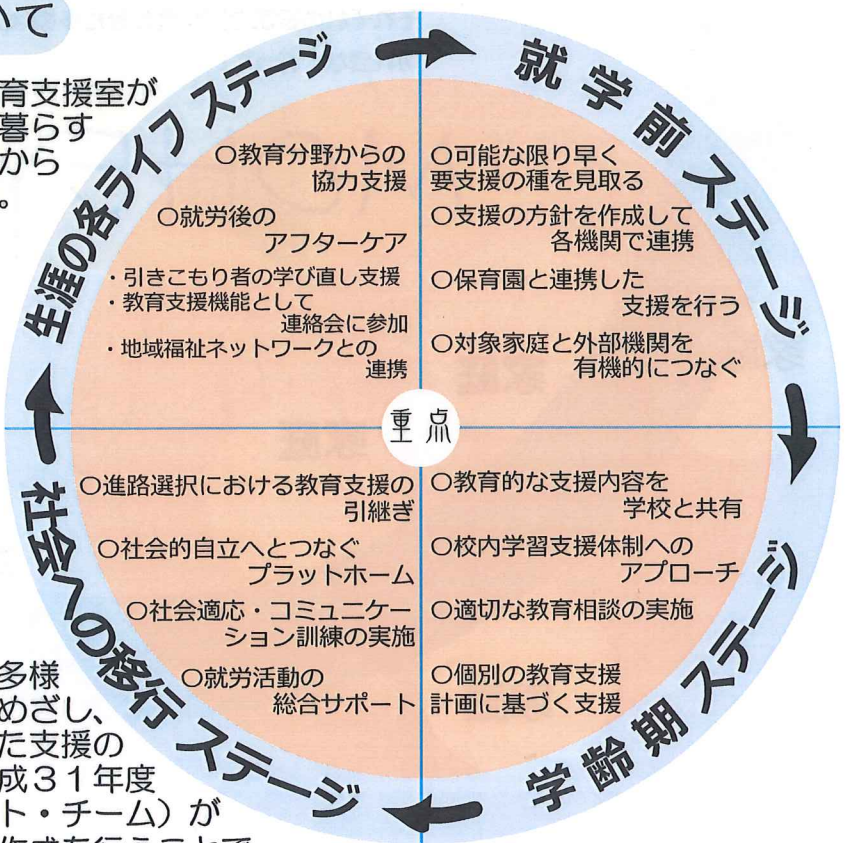 いて
育支援室が
暮らす
から
。
就学前 ステージ
○可能な限り早く
要支援の種を見取る
○支援の方針を作成して
各機関で連携
○保育園と連携した
支援を行う
○対象家庭と外部機関を
有機的につなぐ
学齢期 ステージ
○教育的な支援内容を
学校と共有
○校内学習支援体制への
アプローチ
○適切な教育相談の実施
○個別の教育支援
計画に基づく支援
社会への移行 ステージ
○進路選択における教育支援の
引継ぎ
○社会的自立へとつなぐ
プラットホーム
○社会適応・コミュニケー
ション訓練の実施
○就労活動の
総合サポート
生涯の各ライフ ステージ
○教育分野からの
協力支援
○就労後の
アフターケア
・引きこもり者の学び直し支援
・教育支援機能として
連絡会に参加
・地域福祉ネットワークとの
連携
重点
多様
めざし、
た支援の
成31年度
ト・チーム）が